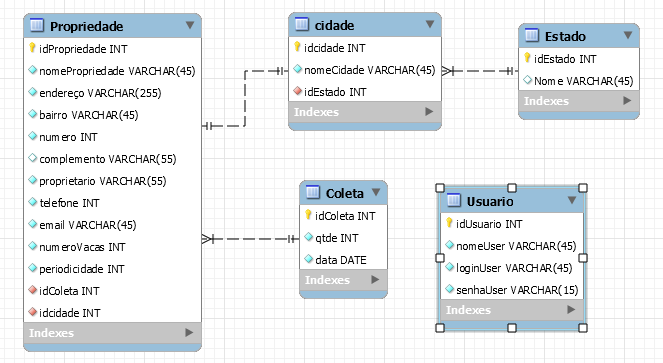 Propriedade
idPropriedade INT
nomePropriedade VARCHAR(45)
endereço VARCHAR(255)
bairro VARCHAR(45)
numero INT
complemento VARCHAR(55)
proprietario VARCHAR(55)
telefone INT
email VARCHAR(45)
numeroVacas INT
periodicidade INT
idColeta INT
idcidade INT
Indexes
cidade
idcidade INT
nomeCidade VARCHAR(45)
idEstado INT
Indexes
Estado
idEstado INT
Nome VARCHAR(45)
Indexes
Coleta
idColeta INT
qtde INT
data DATE
Indexes
Usuario
idUsuario INT
nomeUser VARCHAR(45)
loginUser VARCHAR(45)
senhaUser VARCHAR(15)
Indexes